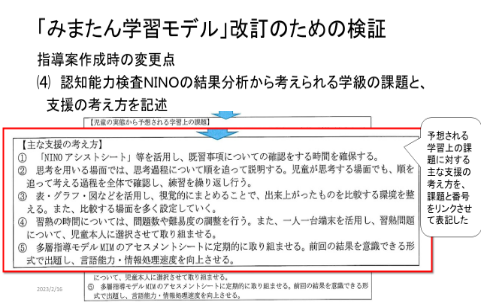 「みまたん学習モデル」改訂のための検証
指導案作成時の変更点
⑷ 認知能力検査NINOの結果分析から考えられる学級の課題と、
支援の考え方を記述
【児童の実態から予想される学習上の課題】
【主な支援の考え方】
① 「NINOアシストシート」等を活用し、既習事項についての確認をする時間を確保する。
② 思考を用いる場面では、思考過程について順を追って説明する。児童が思考する場面でも、順を
追って考える過程を全体で確認し、練習を繰り返し行う。
③ 表・グラフ・図などを活用し、視覚的にまとめることで、出来上がったものを比較する環境を整
える。また、比較する場面を多く設定していく。
④ 習熟の時間については、問題数や難易度の調整を行う。また、一人一台端末を活用し、習熟問題
について、児童本人に選択させて取り組ませる。
⑤ 多層指導モデルMIMのアセスメントシートに定期的に取り組ませる。前回の結果を意識できる形
式で出題し、言語能力・情報処理速度を向上させる。
予想される
学習上の課
題に対する
主な支援の
考え方を、
課題と番号
をリンクさせ
て表記した
について、児童本人に選択させて取り組ませる。
⑤ 多層指導モデルMIMのアセスメントシートに定期的に取り組ませる。前回の結果を意識できる形
式で出題し、言語能力・情報処理速度を向上させる。
2023/2/16